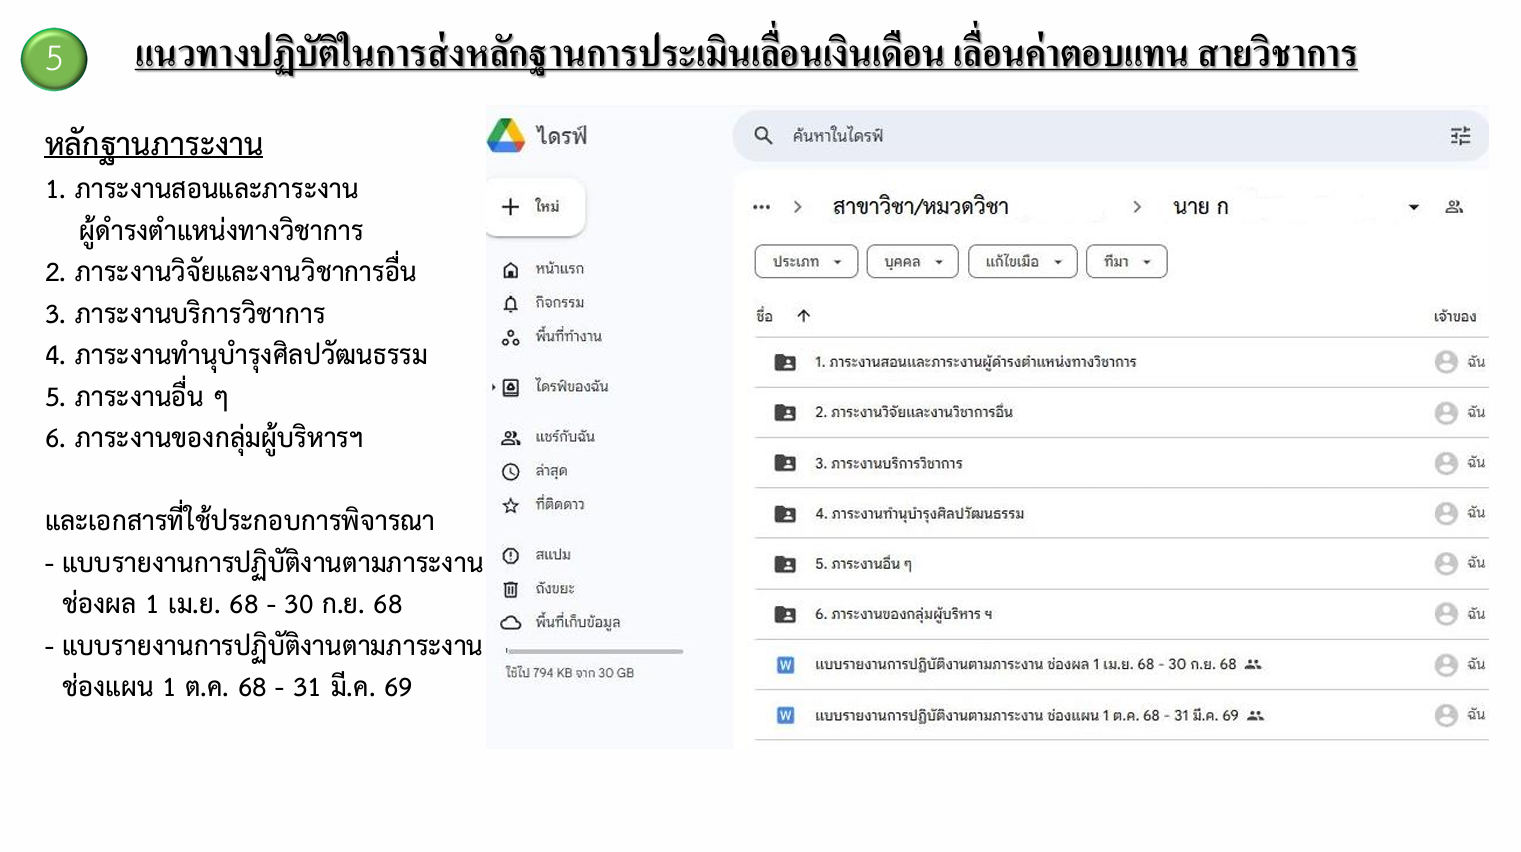 5
แนวทางปฏิบัติในการส่งหลักฐานการประเมินเลื่อนเงินเดือน เลื่อนค่าตอบแทน สายวิชาการ
หลักฐานภาระงาน
1. ภาระงานสอนและภาระงาน
ผู้ดำรงตำแหน่งทางวิชาการ
2. ภาระงานวิจัยและงานวิชาการอื่น
3. ภาระงานบริการวิชาการ
4. ภาระงานทำนุบำรุงศิลปวัฒนธรรม
5. ภาระงานอื่น ๆ
6. ภาระงานของกลุ่มผู้บริหารฯ
และเอกสารที่ใช้ประกอบการพิจารณา
- แบบรายงานการปฏิบัติงานตามภาระงาน
ช่องผล 1 เม.ย. 68 - 30 ก.ย. 68
- แบบรายงานการปฏิบัติงานตามภาระงาน
ช่องแผน 1 ต.ค. 68 - 31 มี.ค. 69
ไดรฟ์
ค้นหาในไดรฟ์
ใหม่
หน้าแรก
กิจกรรม
พื้นที่ทำงาน
ไดรฟ์ของฉัน
แชร์กับฉัน
ล่าสุด
ที่ติดดาว
สแปม
ถังขยะ
พื้นที่เก็บข้อมูล
ใช้ไป 794 KB จาก 30 GB
... > สาขาวิชา/หมวดวิชา > นาย ก
ประเภท บุคคล แก้ไขเมื่อ ที่มา
ชื่อ เจ้าของ
1. ภาระงานสอนและภาระงานผู้ดำรงตำแหน่งทางวิชาการ ฉัน
2. ภาระงานวิจัยและงานวิชาการอื่น ฉัน
3. ภาระงานบริการวิชาการ ฉัน
4. ภาระงานทำนุบำรุงศิลปวัฒนธรรม ฉัน
5. ภาระงานอื่น ๆ ฉัน
6. ภาระงานของกลุ่มผู้บริหาร ฯ ฉัน
W แบบรายงานการปฏิบัติงานตามภาระงาน ช่องผล 1 เม.ย. 68 - 30 ก.ย. 68 ฉัน
W แบบรายงานการปฏิบัติงานตามภาระงาน ช่องแผน 1 ต.ค. 68 - 31 มี.ค. 69 ฉัน